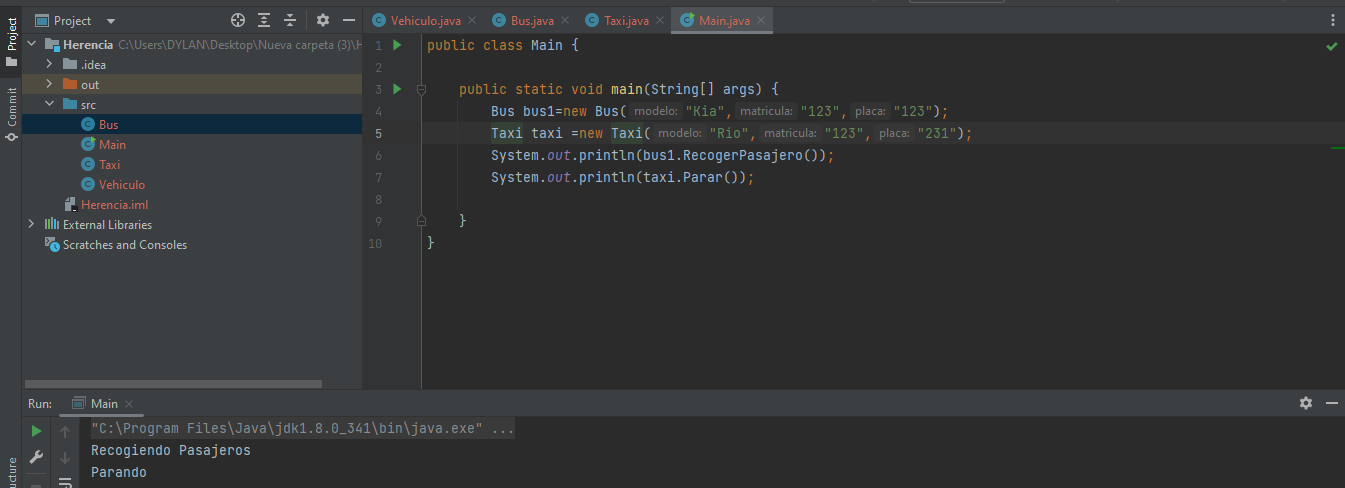 Project
Vehiculo.java
Bus.java
Taxi.java
Main.java
Project
Commit
Herencia C:\Users\DYLAN\Desktop\Nueva carpeta (3)\H
.idea
out
src
Bus
Main
Taxi
Vehiculo
Herencia.iml
External Libraries
Scratches and Consoles
1 public class Main {
2
3 public static void main(String[] args) {
4 Bus bus1=new Bus( modelo: "Kia", matricula: "123", placa: "123");
5 Taxi taxi =new Taxi( modelo: "Rio", matricula: "123", placa: "231");
6 System.out.println(bus1.RecogerPasajero());
7 System.out.println(taxi.Parar());
8
9 }
10 }
Run: Main
"C:\Program Files\Java\jdk1.8.0_341\bin\java.exe" ...
Recogiendo Pasajeros
Parando
ucture